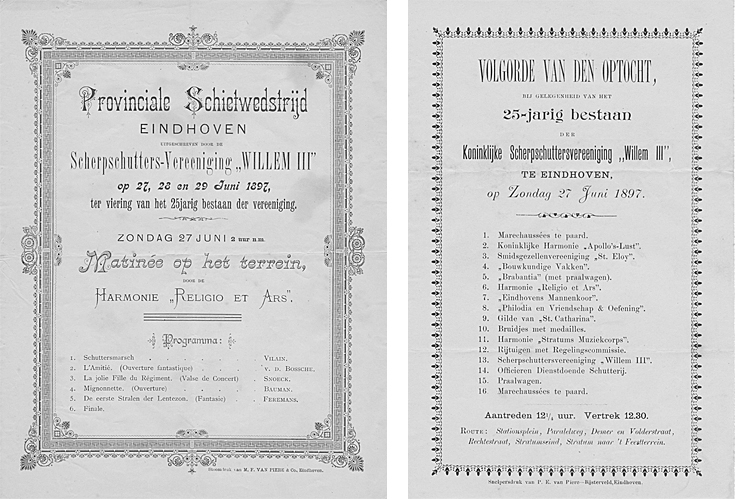 Provinciale Schietwedstrijd
EINDHOVEN
UITGESCHREVEN DOOR DE
Scherpschutters-Vereeniging „WILLEM III"
op 27, 28 en 29 Juni 1897,
ter viering van het 25jarig bestaan der vereeniging.
ZONDAG 27 JUNI 2 uur n.m.
Matinée op het terrein,
DOOR DE
HARMONIE „RELIGIO ET ARS".
Programma:
1. Schuttersmarsch . . . . . VILAIN.
2. L'Amitié. (Ouverture fantastique) . . v. D. BOSSCHE.
3. La jolie Fille du Régiment. (Valse de Concert) . SNOECK.
4. Mignonnette. (Ouverture) . . . . BAUMAN.
5. De eerste Stralen der Lentezon. (Fantasie) . . FEREMANS.
6. Finale.
Stoomdruk van M. F. VAN PIERE & Co., Eindhoven.
VOLGORDE VAN DEN OPTOCHT,
BIJ GELEGENHEID VAN HET
25-jarig bestaan
DER
Koninklijke Scherpschuttersvereeniging „Willem III",
TE EINDHOVEN,
op Zondag 27 Juni 1897.
1. Marechaussées te paard.
2. Koninklijke Harmonie „Apollo's-Lust".
3. Smidsgezellenvereeniging „St. Eloy".
4. „Bouwkundige Vakken".
5. „Brabantia" (met praalwagen).
6. Harmonie „Religio et Ars".
7. „Eindhovens Mannenkoor".
8. „Philodia en Vriendschap & Oefening".
9. Gilde van „St. Catharina".
10. Bruidjes met medailles.
11. Harmonie „Stratums Muziekcorps".
12. Rijtuigen met Regelingscommissie.
13. Scherpschuttersvereeniging „Willem III".
14. Officieren Dienstdoende Schutterij.
15. Praalwagen.
16 Marechaussées te paard.
Aantreden 12¼ uur. Vertrek 12.30.
ROUTE: Stationsplein, Paralelweg, Demer en Volderstraat,
Rechtestraat, Stratumseind, Stratum naar 't Feestterrein.
Snelpersdruk van P. E. van Piere—Bijsterveld, Eindhoven.